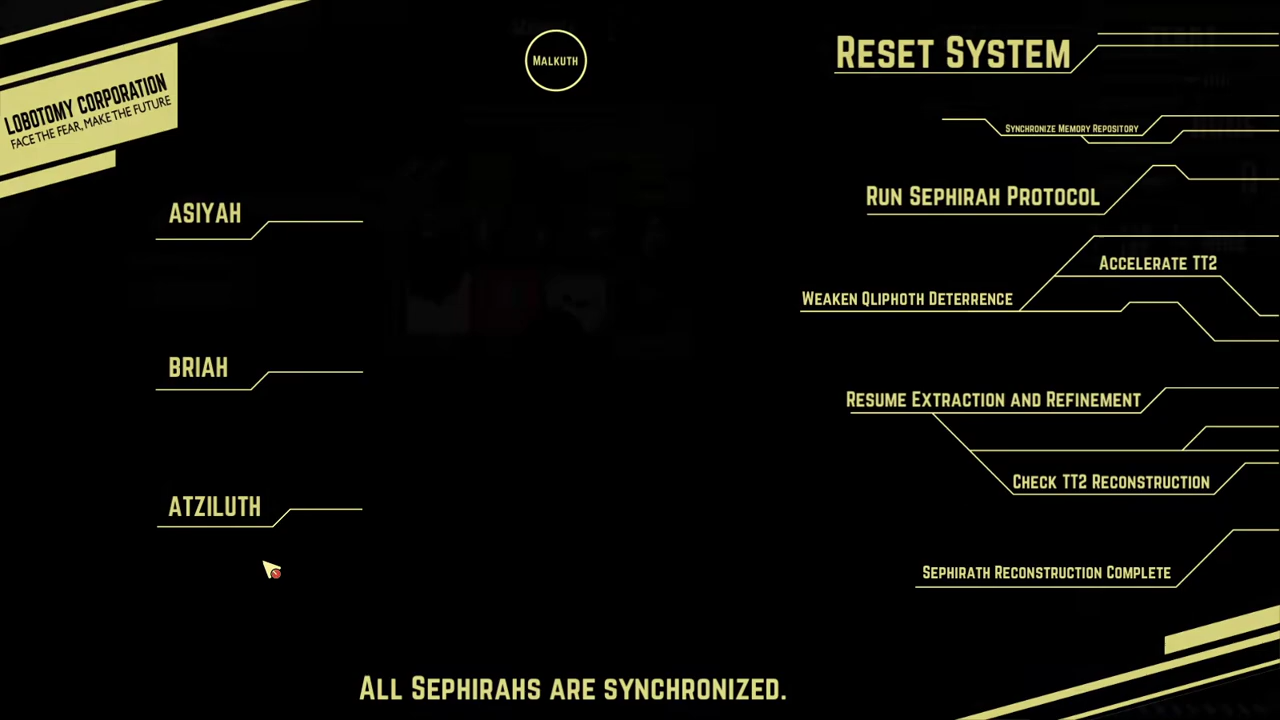 LOBOTOMY CORPORATION
FACE THE FEAR, MAKE THE FUTURE
MALKUTH
RESET SYSTEM
SYNCHRONIZE MEMORY REPOSITORY
RUN SEPHIRAH PROTOCOL
ACCELERATE TT2
WEAKEN QLIPHOTH DETERRENCE
RESUME EXTRACTION AND REFINEMENT
CHECK TT2 RECONSTRUCTION
SEPHIRATH RECONSTRUCTION COMPLETE
ASIYAH
BRIAH
ATZILUTH
ALL SEPHIRAHS ARE SYNCHRONIZED.